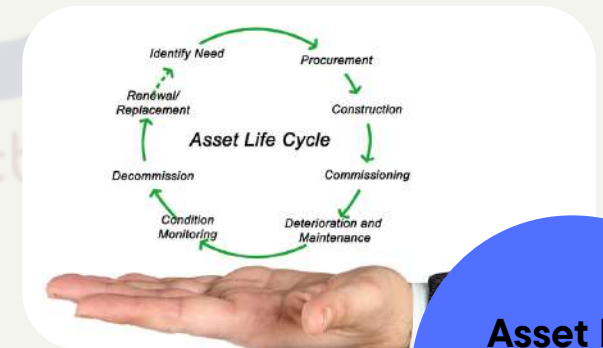 Identify Need
Procurement
Renewal/
Replacement
Construction
Asset Life Cycle
Decommission
Commissioning
Condition
Monitoring
Deterioration and
Maintenance
Asset